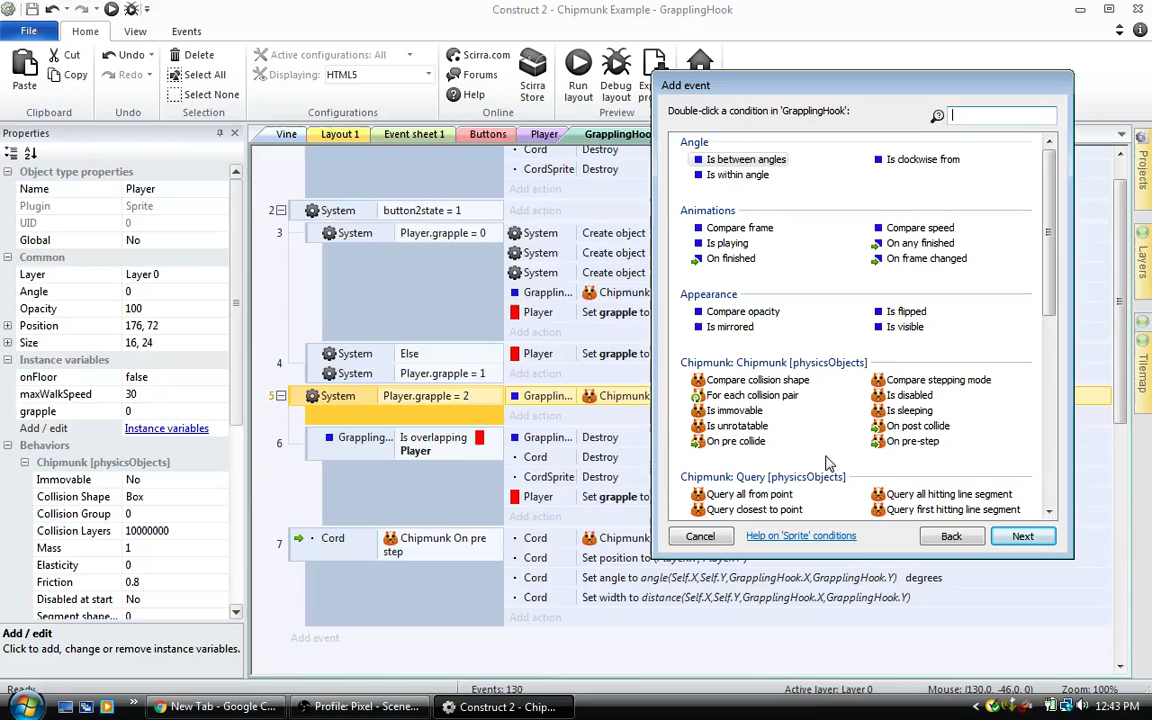 Construct 2 - Chipmunk Example - GrapplingHook
File Home View Events
Cut
Copy
Paste
Clipboard
Undo
Redo
Undo
Delete
Select All
Select None
Selection
Active configurations: All
Displaying: HTML5
Configurations
Scirra.com
Forums
Help
Scirra Store
Online
Run layout
Debug layout
Properties
Object type properties
Name Player
Plugin Sprite
UID 0
Global No
Common
Layer Layer 0
Angle 0
Opacity 100
Position 176, 72
Size 16, 24
Instance variables
onFloor false
maxWalkSpeed 30
grapple 0
Add / edit Instance variables
Behaviors
Chipmunk [physicsObjects]
Immovable No
Collision Shape Box
Collision Group 0
Collision Layers 10000000
Mass 1
Elasticity 0
Friction 0.8
Disabled at start No
Segment shape...
Add / edit
Click to add, change or remove instance variables.
Vine Layout 1 Event sheet 1 Buttons Player GrapplingHoo
Cord Destroy
CordSprite Destroy
Add action
2 System button2state = 1 Add action
3 System Player.grapple = 0 System Create object
System Create object
System Create object
Grapplin... Chipmunk
Player Set grapple to
Add action
4 System Else Player Set grapple to
System Player.grapple = 1
5 System Player.grapple = 2 Grapplin... Chipmunk
Add action
6 Grappling... Is overlapping Player Grapplin... Destroy
Cord Destroy
CordSprite Destroy
Player Set grapple to
Add action
7 Cord Chipmunk On pre step Cord Chipmunk
Cord Set position to (Player.X, Player.Y)
Cord Set angle to angle(Self.X,Self.Y,GrapplingHook.X,GrapplingHook.Y) degrees
Cord Set width to distance(Self.X,Self.Y,GrapplingHook.X,GrapplingHook.Y)
Add action
Add event
Add event
Double-click a condition in 'GrapplingHook':
Angle
Is between angles Is clockwise from
Is within angle
Animations
Compare frame Compare speed
Is playing On any finished
On finished On frame changed
Appearance
Compare opacity Is flipped
Is mirrored Is visible
Chipmunk: Chipmunk [physicsObjects]
Compare collision shape Compare stepping mode
For each collision pair Is disabled
Is immovable Is sleeping
Is unrotatable On post collide
On pre collide On pre-step
Chipmunk: Query [physicsObjects]
Query all from point Query all hitting line segment
Query closest to point Query first hitting line segment
Cancel Help on 'Sprite' conditions Back Next
Projects
Layers
Tilemap
Events: 130 Active layer: Layer 0 Mouse: (130.0, -46.0, 0) Zoom: 100%
New Tab - Google C... Profile: Pixel - Scene... Construct 2 - Chip... 12:43 PM